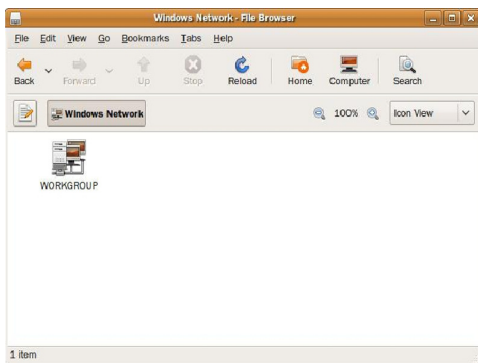 Windows Network - File Browser
File Edit View Go Bookmarks Tabs Help
Back Forward Up Stop Reload Home Computer Search
Windows Network 100% Icon View
WORKGROUP
1 item